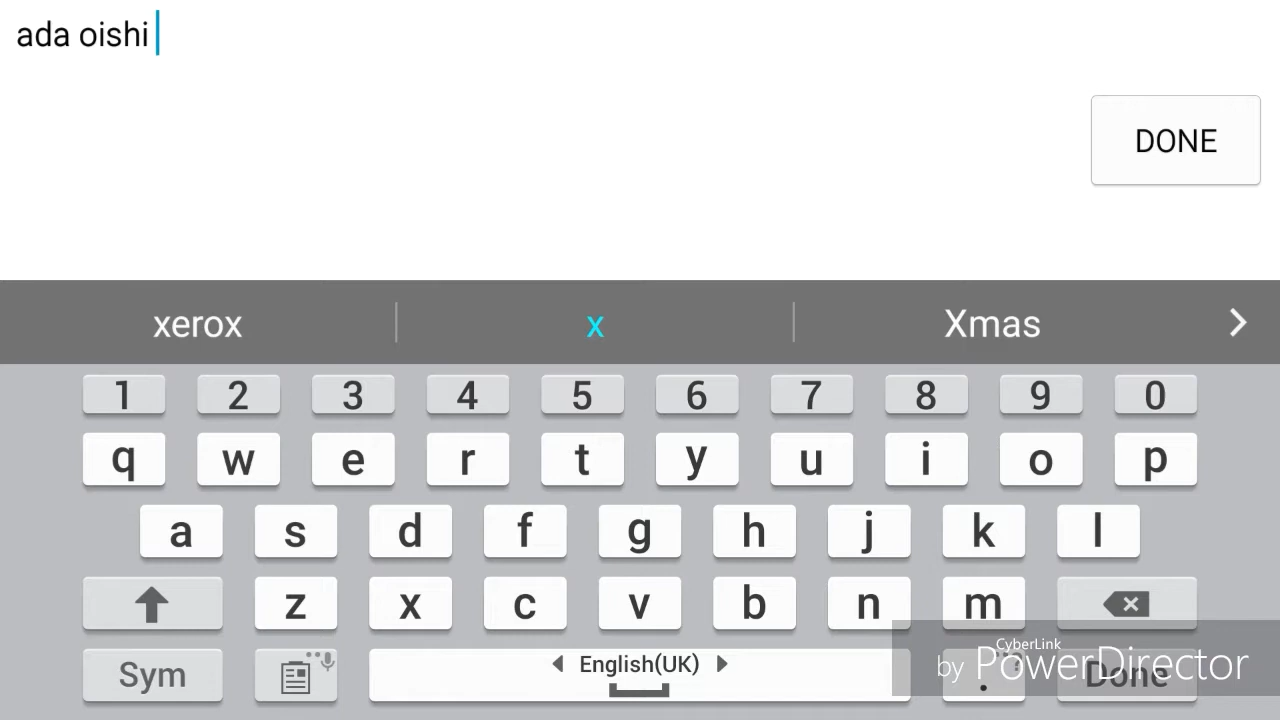 ada oishi
DONE
xerox x Xmas
1 2 3 4 5 6 7 8 9 0
q w e r t y u i o p
a s d f g h j k l
z x c v b n m
Sym English(UK) . Done
CyberLink
by PowerDirector